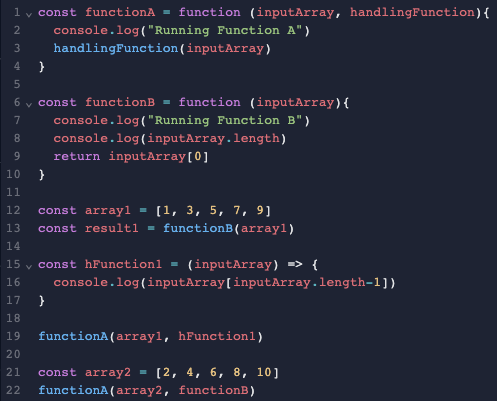 1 const functionA = function (inputArray, handlingFunction){
2   console.log("Running Function A")
3   handlingFunction(inputArray)
4 }
5
6 const functionB = function (inputArray){
7   console.log("Running Function B")
8   console.log(inputArray.length)
9   return inputArray[0]
10 }
11
12 const array1 = [1, 3, 5, 7, 9]
13 const result1 = functionB(array1)
14
15 const hFunction1 = (inputArray) => {
16   console.log(inputArray[inputArray.length-1])
17 }
18
19 functionA(array1, hFunction1)
20
21 const array2 = [2, 4, 6, 8, 10]
22 functionA(array2, functionB)